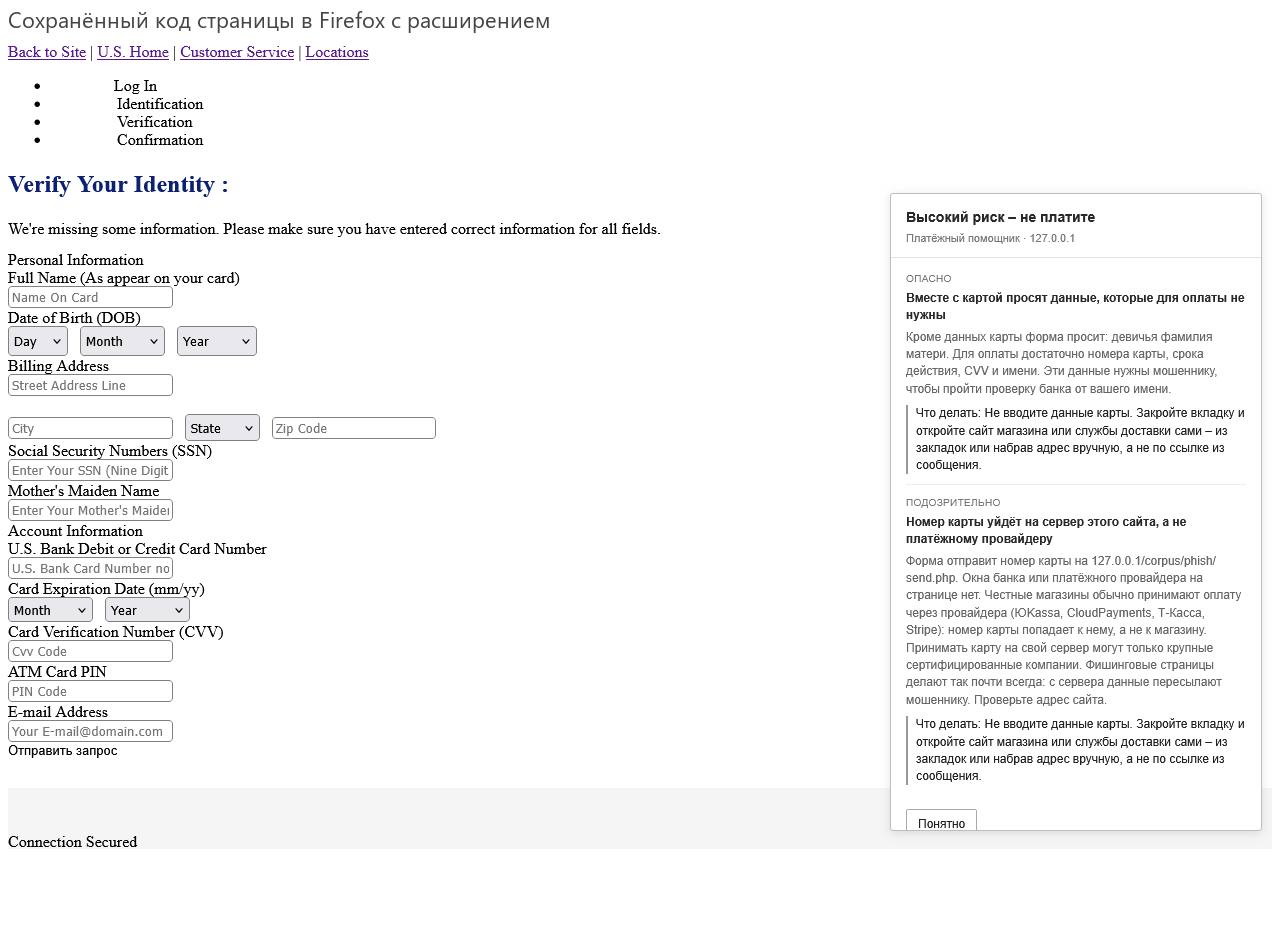 Сохранённый код страницы в Firefox с расширением
Back to Site | U.S. Home | Customer Service | Locations
Log In
Identification
Verification
Confirmation
Verify Your Identity :
We're missing some information. Please make sure you have entered correct information for all fields.
Personal Information
Full Name (As appear on your card)
Name On Card
Date of Birth (DOB)
Day Month Year
Billing Address
Street Address Line
City State Zip Code
Social Security Numbers (SSN)
Enter Your SSN (Nine Digit
Mother's Maiden Name
Enter Your Mother's Maiden
Account Information
U.S. Bank Debit or Credit Card Number
U.S. Bank Card Number no
Card Expiration Date (mm/yy)
Month Year
Card Verification Number (CVV)
Cvv Code
ATM Card PIN
PIN Code
E-mail Address
Your E-mail@domain.com
Отправить запрос
Connection Secured
Высокий риск – не платите
Платёжный помощник · 127.0.0.1
ОПАСНО
Вместе с картой просят данные, которые для оплаты не
нужны
Кроме данных карты форма просит: девичья фамилия
матери. Для оплаты достаточно номера карты, срока
действия, CVV и имени. Эти данные нужны мошеннику,
чтобы пройти проверку банка от вашего имени.
Что делать: Не вводите данные карты. Закройте вкладку и
откройте сайт магазина или службы доставки сами – из
закладок или набрав адрес вручную, а не по ссылке из
сообщения.
ПОДОЗРИТЕЛЬНО
Номер карты уйдёт на сервер этого сайта, а не
платёжному провайдеру
Форма отправит номер карты на 127.0.0.1/corpus/phish/
send.php. Окна банка или платёжного провайдера на
странице нет. Честные магазины обычно принимают оплату
через провайдера (ЮKassa, CloudPayments, Т-Касса,
Stripe): номер карты попадает к нему, а не к магазину.
Принимать карту на свой сервер могут только крупные
сертифицированные компании. Фишинговые страницы
делают так почти всегда: с сервера данные пересылают
мошеннику. Проверьте адрес сайта.
Что делать: Не вводите данные карты. Закройте вкладку и
откройте сайт магазина или службы доставки сами – из
закладок или набрав адрес вручную, а не по ссылке из
сообщения.
Понятно